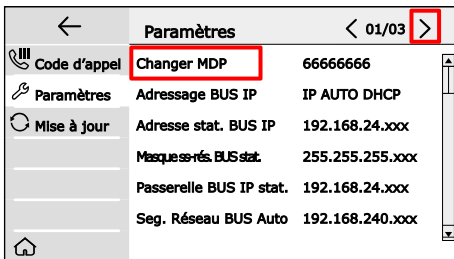 Paramètres 01/03
Code d'appel
Paramètres
Mise à jour
Changer MDP 66666666
Adressage BUS IP IP AUTO DHCP
Adresse stat. BUS IP 192.168.24.xxx
Masque ss-rés. BUS stat. 255.255.255.xxx
Passerelle BUS IP stat. 192.168.24.xxx
Seg. Réseau BUS Auto 192.168.240.xxx